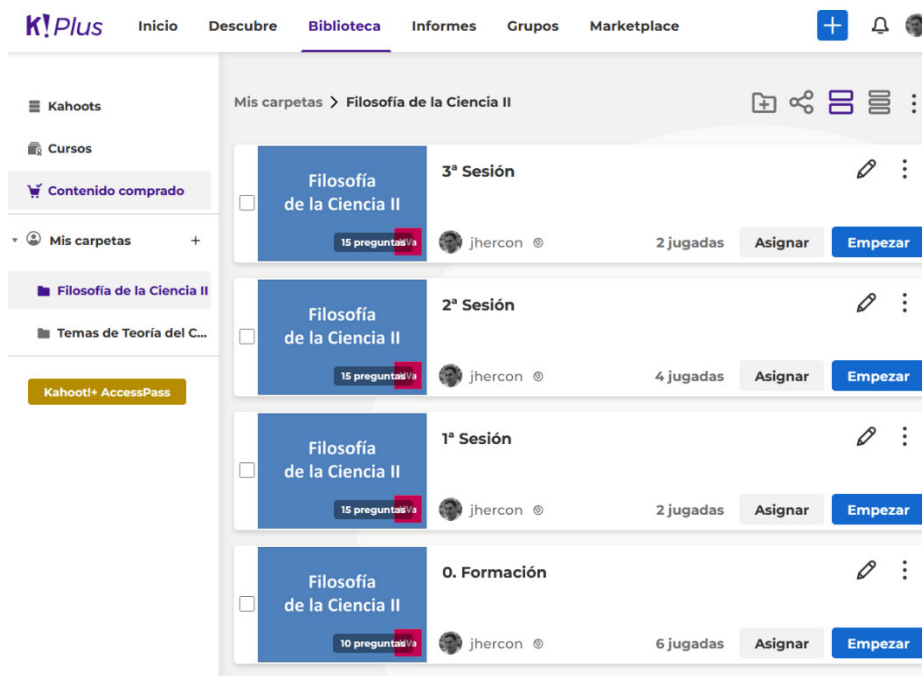 K! Plus Inicio Descubre Biblioteca Informes Grupos Marketplace
Kahoots
Cursos
Contenido comprado
Mis carpetas
Filosofía de la Ciencia II
Temas de Teoría del C...
Kahoot!+ AccessPass
Mis carpetas > Filosofía de la Ciencia II
Filosofía
de la Ciencia II
15 preguntas
3ª Sesión
jhercon
2 jugadas Asignar Empezar
Filosofía
de la Ciencia II
15 preguntas
2ª Sesión
jhercon
4 jugadas Asignar Empezar
Filosofía
de la Ciencia II
15 preguntas
1ª Sesión
jhercon
2 jugadas Asignar Empezar
Filosofía
de la Ciencia II
10 preguntas
0. Formación
jhercon
6 jugadas Asignar Empezar